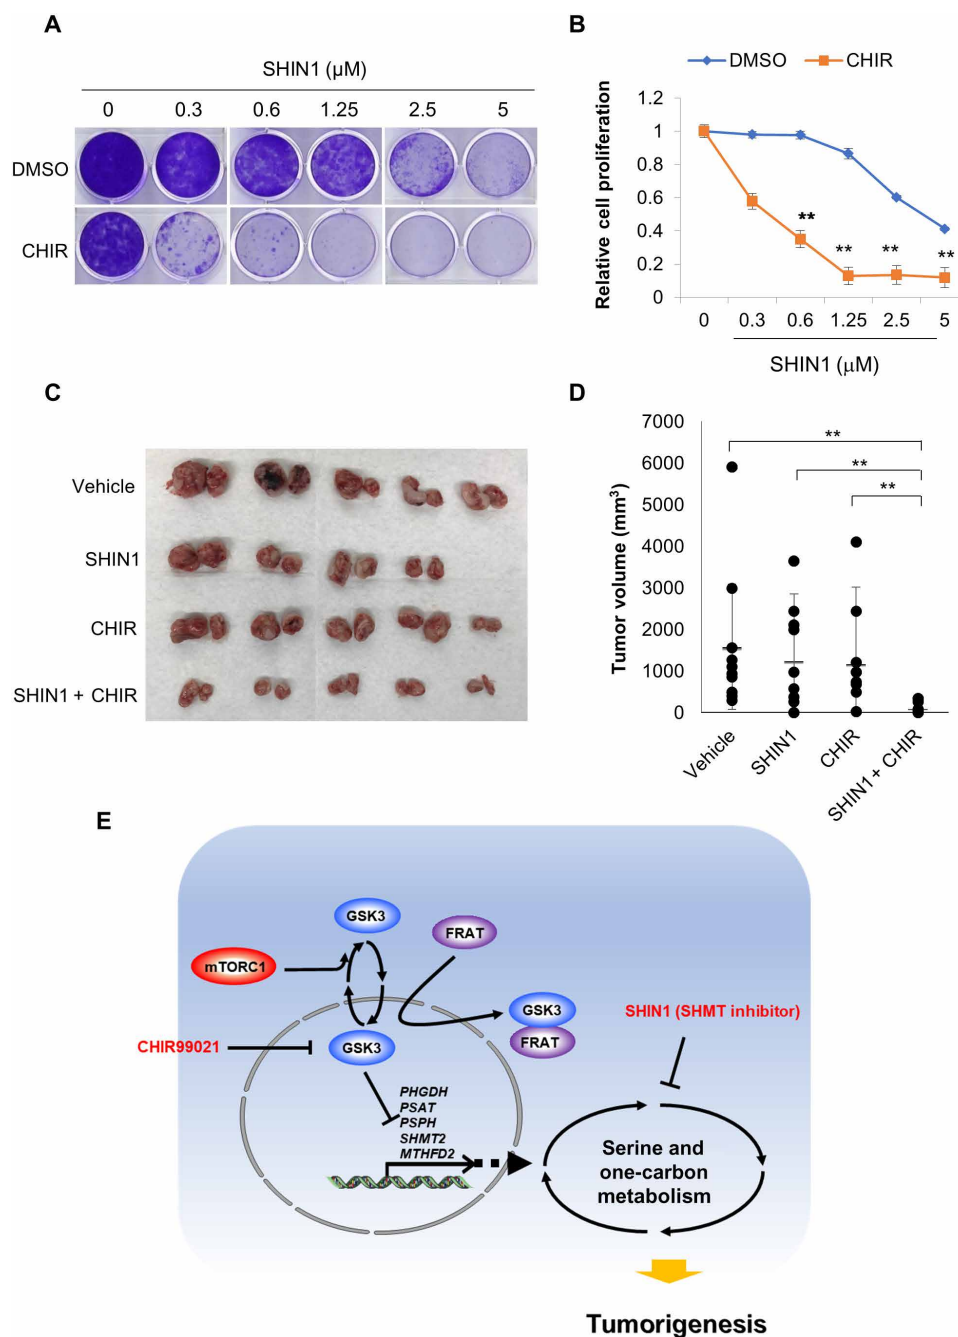 A
SHIN1 (µM)
0 0.3 0.6 1.25 2.5 5
DMSO
CHIR
B
DMSO CHIR
Relative cell proliferation
1.2
1
0.8
0.6
0.4
0.2
0
**
** ** **
0 0.3 0.6 1.25 2.5 5
SHIN1 (µM)
C
Vehicle
SHIN1
CHIR
SHIN1 + CHIR
D
Tumor volume (mm³)
7000
6000
5000
4000
3000
2000
1000
0
**
**
**
Vehicle
SHIN1
CHIR
SHIN1 + CHIR
E
GSK3
FRAT
mTORC1
GSK3
FRAT
SHIN1 (SHMT inhibitor)
CHIR99021
GSK3
PHGDH
PSAT
PSPH
SHMT2
MTHFD2
Serine and
one-carbon
metabolism
Tumorigenesis